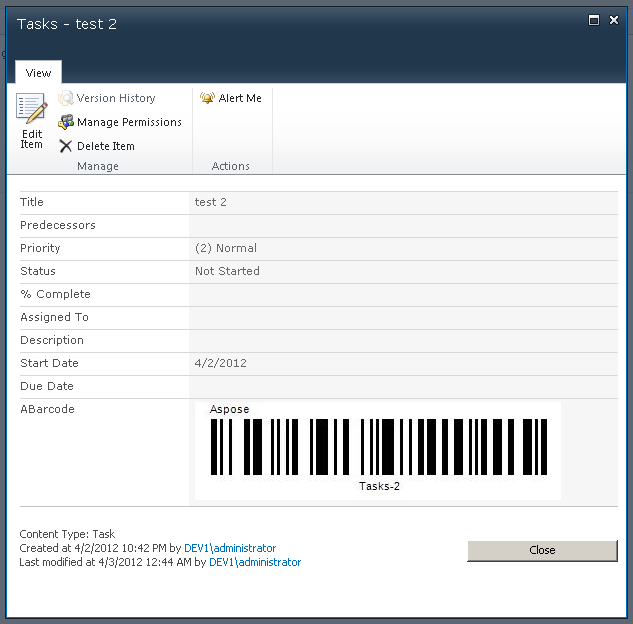 Tasks - test 2
View
Edit Item
Version History
Manage Permissions
Delete Item
Manage
Alert Me
Actions
Title test 2
Predecessors
Priority (2) Normal
Status Not Started
% Complete
Assigned To
Description
Start Date 4/2/2012
Due Date
ABarcode
Aspose
Tasks-2
Content Type: Task
Created at 4/2/2012 10:42 PM by DEV1\administrator
Last modified at 4/3/2012 12:44 AM by DEV1\administrator
Close